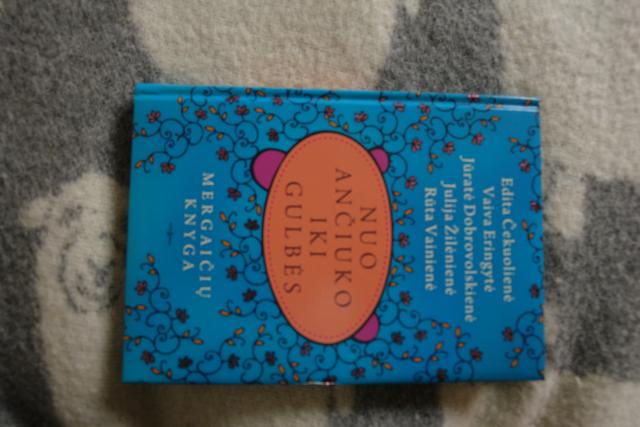 Edita Čekuolienė
Vaiva Eringytė
Jūratė Dobrovolskienė
Julija Žilėnienė
Rūta Vainienė
NUO
ANČIUKO
IKI
GULBĖS
MERGAIČIŲ
KNYGA